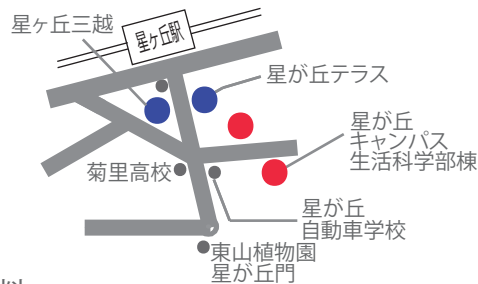 星ヶ丘三越
星ヶ丘駅
星が丘テラス
星が丘
キャンパス
生活科学部棟
菊里高校
星が丘
自動車学校
東山植物園
星が丘門